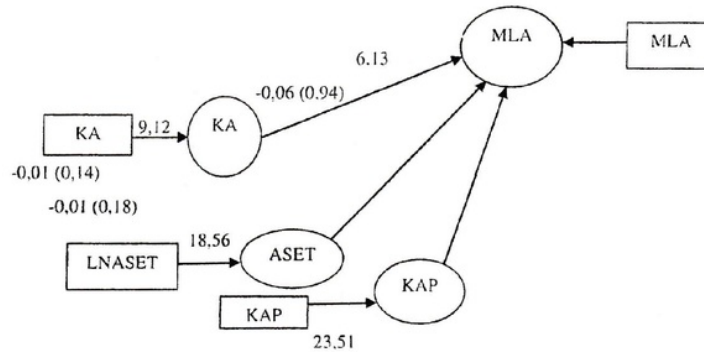 MLA
MLA
6.13
-0,06 (0.94)
KA
9,12
KA
-0,01 (0,14)
-0,01 (0,18)
LNASET
18,56
ASET
KAP
KAP
23,51